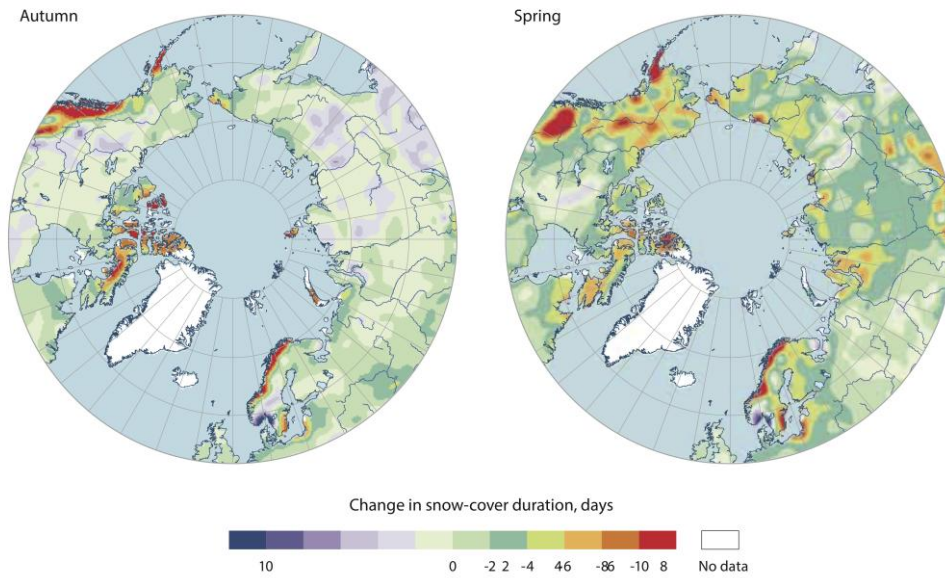 Autumn
Spring
Change in snow-cover duration, days
10 0 -2 2 -4 46 -86 -10 8 No data